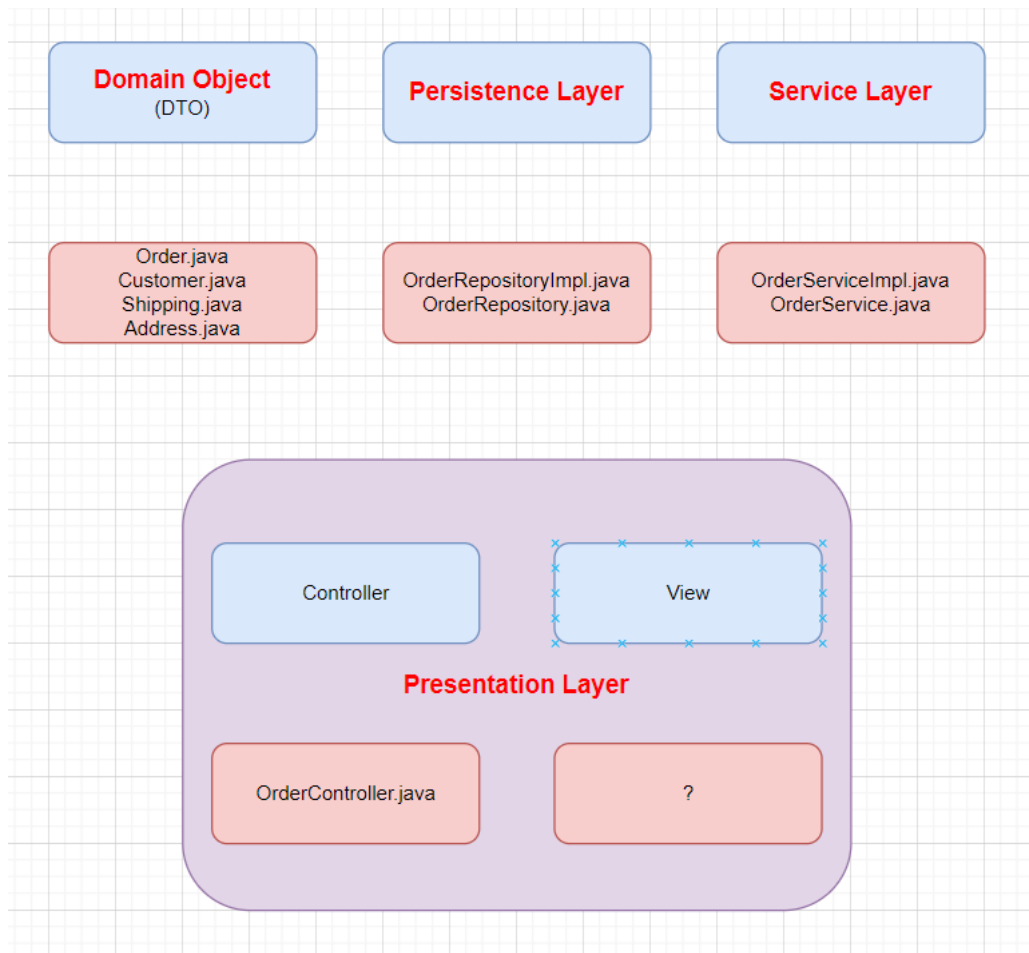 Domain Object
(DTO)
Persistence Layer
Service Layer
Order.java
Customer.java
Shipping.java
Address.java
OrderRepositoryImpl.java
OrderRepository.java
OrderServiceImpl.java
OrderService.java
Controller
View
Presentation Layer
OrderController.java
?